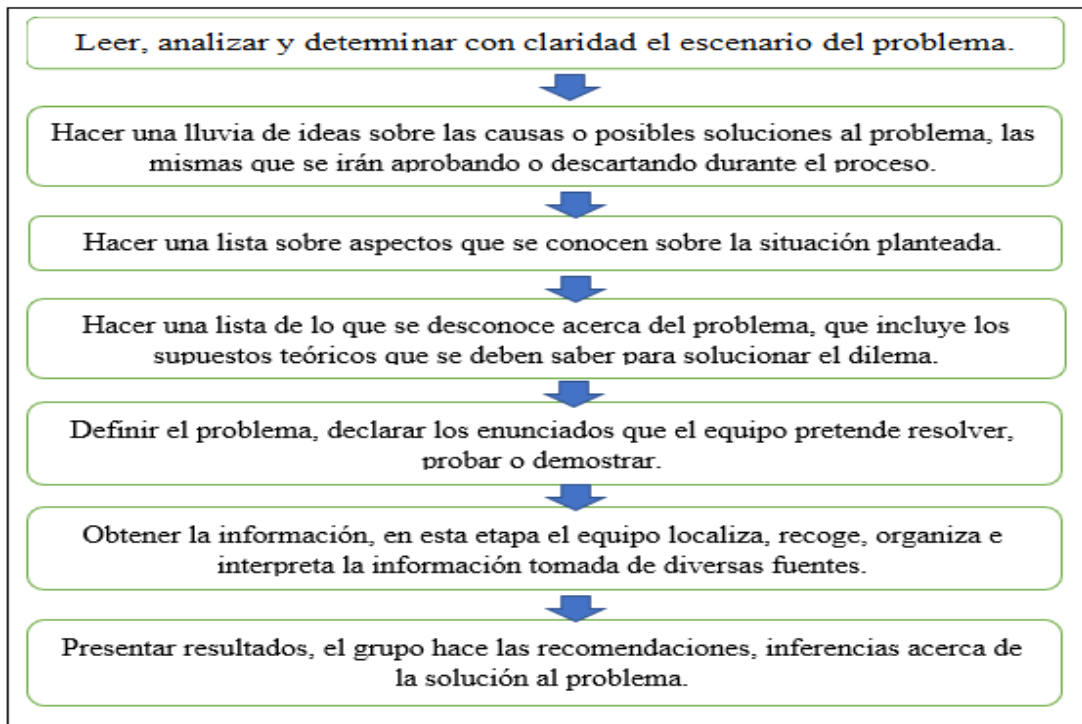 Leer, analizar y determinar con claridad el escenario del problema.
Hacer una lluvia de ideas sobre las causas o posibles soluciones al problema, las
mismas que se irán aprobando o descartando durante el proceso.
Hacer una lista sobre aspectos que se conocen sobre la situación planteada.
Hacer una lista de lo que se desconoce acerca del problema, que incluye los
supuestos teóricos que se deben saber para solucionar el dilema.
Definir el problema, declarar los enunciados que el equipo pretende resolver,
probar o demostrar.
Obtener la información, en esta etapa el equipo localiza, recoge, organiza e
interpreta la información tomada de diversas fuentes.
Presentar resultados, el grupo hace las recomendaciones, inferencias acerca de
la solución al problema.